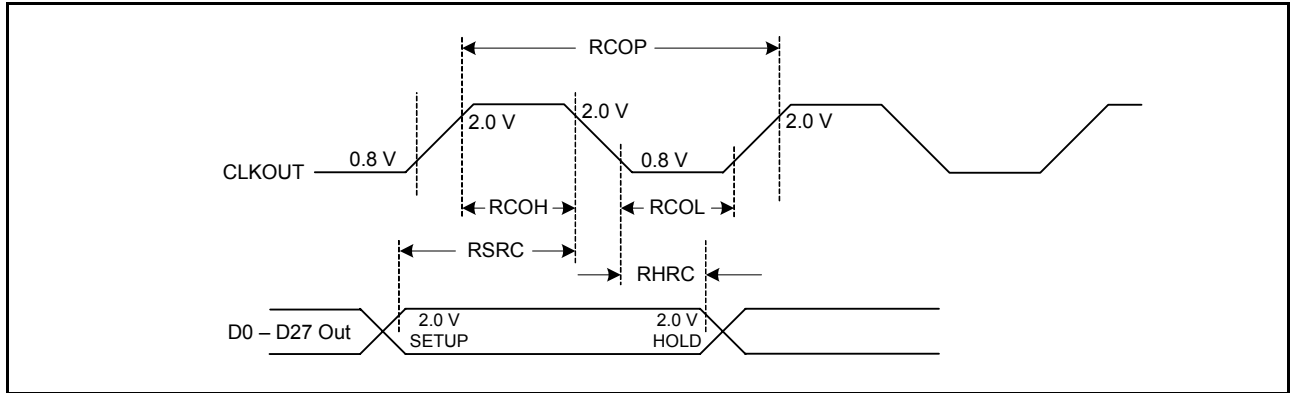 RCOP
2.0 V
2.0 V
2.0 V
CLKOUT
0.8 V
0.8 V
RCOH
RCOL
RSRC
RHRC
D0 – D27 Out
2.0 V
SETUP
2.0 V
HOLD